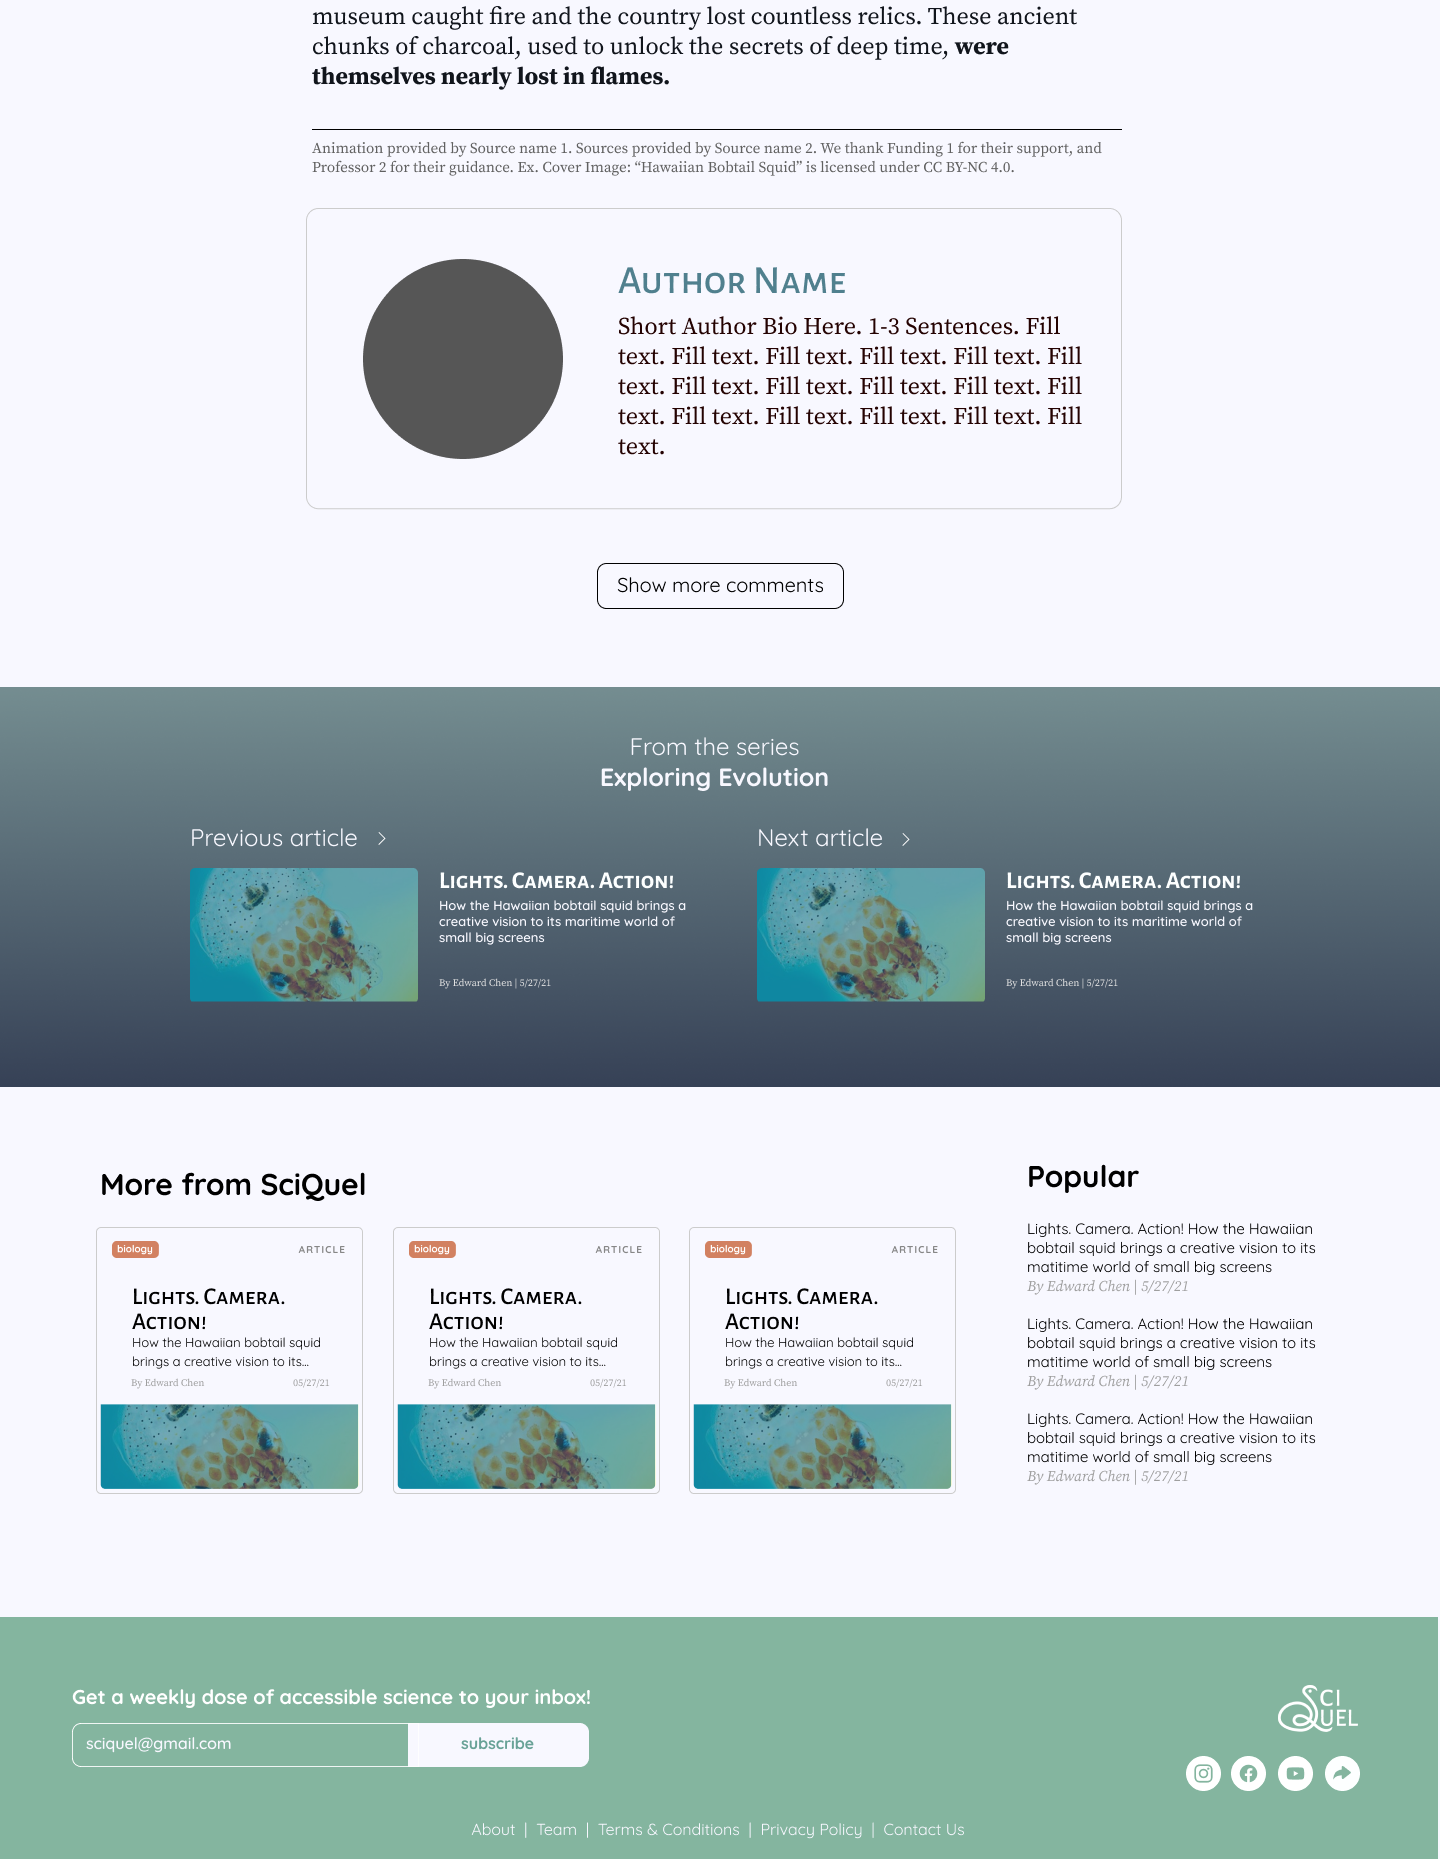 museum caught fire and the country lost countless relics. These ancient
chunks of charcoal, used to unlock the secrets of deep time, were
themselves nearly lost in flames.
Animation provided by Source name 1. Sources provided by Source name 2. We thank Funding 1 for their support, and
Professor 2 for their guidance. Ex. Cover Image: “Hawaiian Bobtail Squid” is licensed under CC BY-NC 4.0.
Author Name
Short Author Bio Here. 1-3 Sentences. Fill
text. Fill text. Fill text. Fill text. Fill text. Fill
text. Fill text. Fill text. Fill text. Fill text. Fill
text. Fill text. Fill text. Fill text. Fill text. Fill
text.
Show more comments
From the series
Exploring Evolution
Previous article
Lights. Camera. Action!
How the Hawaiian bobtail squid brings a
creative vision to its maritime world of
small big screens
By Edward Chen | 5/27/21
Next article
Lights. Camera. Action!
How the Hawaiian bobtail squid brings a
creative vision to its maritime world of
small big screens
By Edward Chen | 5/27/21
More from SciQuel
biology ARTICLE
Lights. Camera.
Action!
How the Hawaiian bobtail squid
brings a creative vision to its...
By Edward Chen 05/27/21
biology ARTICLE
Lights. Camera.
Action!
How the Hawaiian bobtail squid
brings a creative vision to its...
By Edward Chen 05/27/21
biology ARTICLE
Lights. Camera.
Action!
How the Hawaiian bobtail squid
brings a creative vision to its...
By Edward Chen 05/27/21
Popular
Lights. Camera. Action! How the Hawaiian
bobtail squid brings a creative vision to its
matitime world of small big screens
By Edward Chen | 5/27/21
Lights. Camera. Action! How the Hawaiian
bobtail squid brings a creative vision to its
matitime world of small big screens
By Edward Chen | 5/27/21
Lights. Camera. Action! How the Hawaiian
bobtail squid brings a creative vision to its
matitime world of small big screens
By Edward Chen | 5/27/21
Get a weekly dose of accessible science to your inbox!
sciquel@gmail.com subscribe
SCI
QUEL
About | Team | Terms & Conditions | Privacy Policy | Contact Us